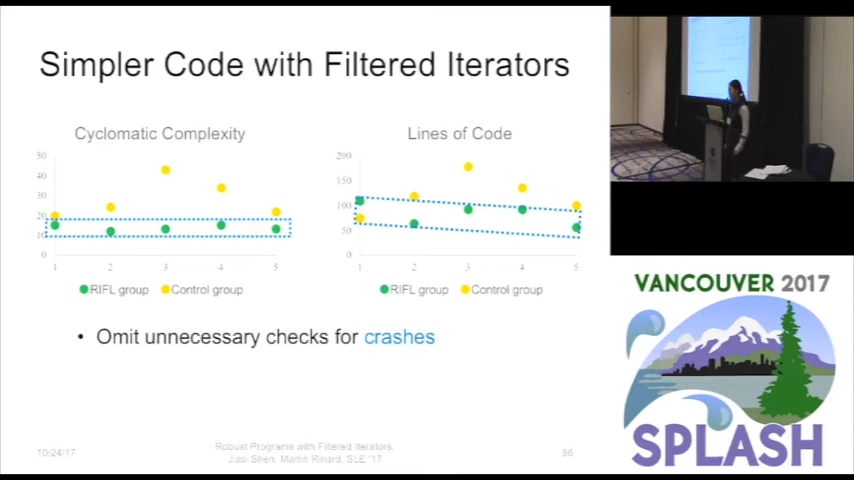 Simpler Code with Filtered Iterators
Cyclomatic Complexity
50
40
30
20
10
0
1 2 3 4 5
RIFL group Control group
Lines of Code
200
150
100
50
0
1 2 3 4 5
RIFL group Control group
• Omit unnecessary checks for crashes
10/24/17
Robust Programs with Filtered Iterators,
Jiasi Shen, Martin Rinard, SLE '17
86
VANCOUVER 2017
SPLASH